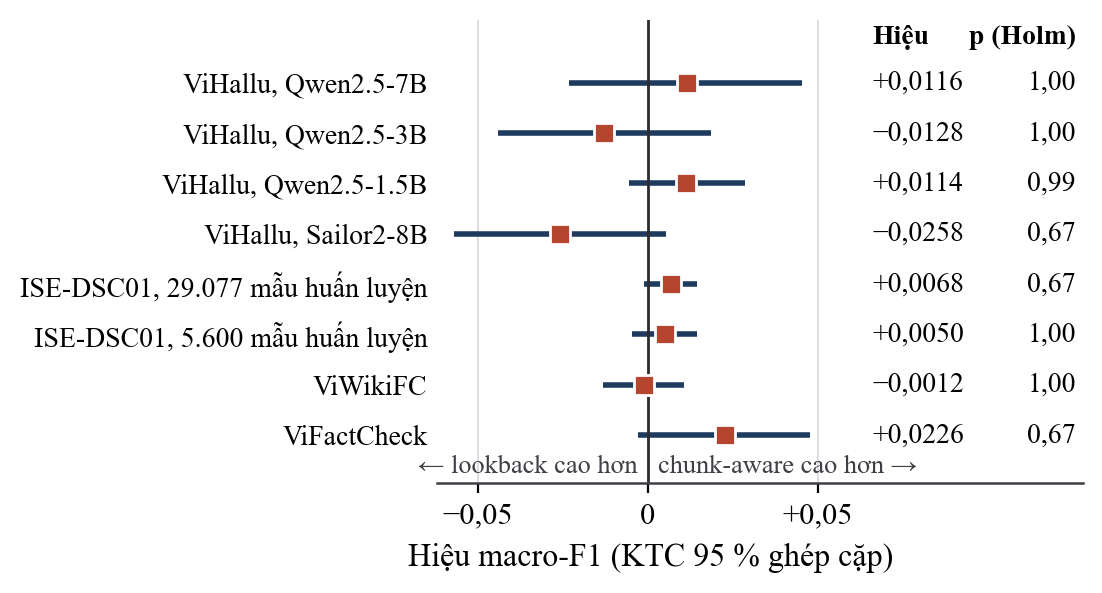 Hiệu p (Holm)
ViHallu, Qwen2.5-7B +0,0116 1,00
ViHallu, Qwen2.5-3B −0,0128 1,00
ViHallu, Qwen2.5-1.5B +0,0114 0,99
ViHallu, Sailor2-8B −0,0258 0,67
ISE-DSC01, 29.077 mẫu huấn luyện +0,0068 0,67
ISE-DSC01, 5.600 mẫu huấn luyện +0,0050 1,00
ViWikiFC −0,0012 1,00
ViFactCheck +0,0226 0,67
← lookback cao hơn chunk-aware cao hơn →
−0,05 0 +0,05
Hiệu macro-F1 (KTC 95 % ghép cặp)